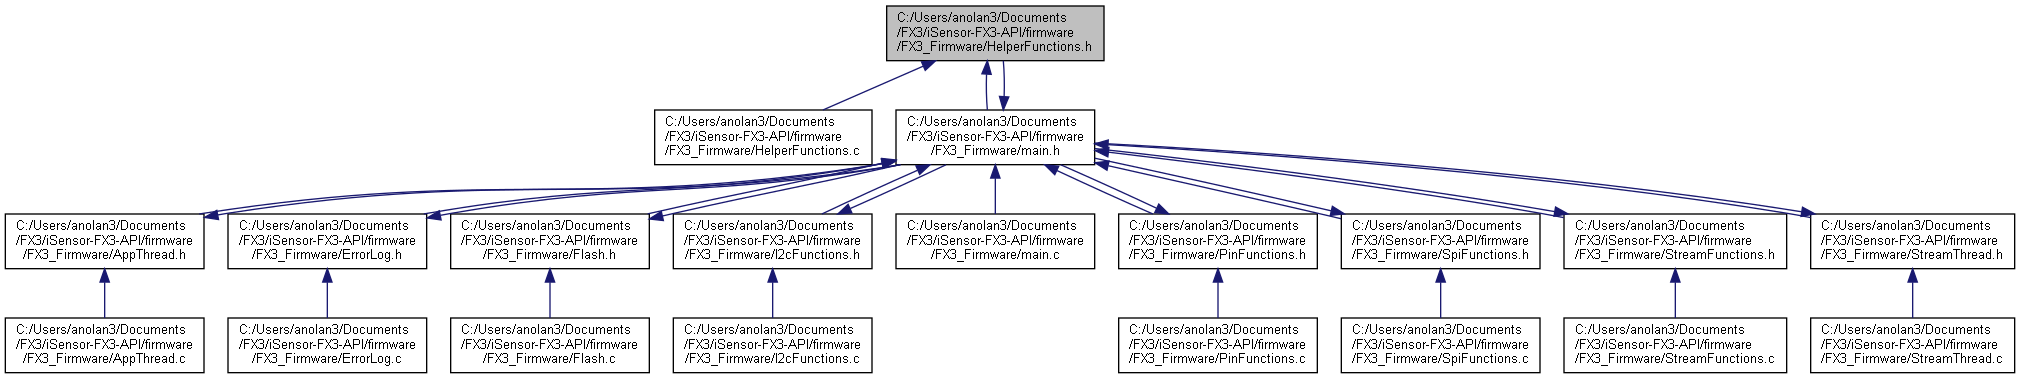 C:/Users/anolan3/Documents
/FX3/iSensor-FX3-API/firmware
/FX3_Firmware/HelperFunctions.h
C:/Users/anolan3/Documents
/FX3/iSensor-FX3-API/firmware
/FX3_Firmware/HelperFunctions.c
C:/Users/anolan3/Documents
/FX3/iSensor-FX3-API/firmware
/FX3_Firmware/main.h
C:/Users/anolan3/Documents
/FX3/iSensor-FX3-API/firmware
/FX3_Firmware/AppThread.h
C:/Users/anolan3/Documents
/FX3/iSensor-FX3-API/firmware
/FX3_Firmware/ErrorLog.h
C:/Users/anolan3/Documents
/FX3/iSensor-FX3-API/firmware
/FX3_Firmware/Flash.h
C:/Users/anolan3/Documents
/FX3/iSensor-FX3-API/firmware
/FX3_Firmware/I2cFunctions.h
C:/Users/anolan3/Documents
/FX3/iSensor-FX3-API/firmware
/FX3_Firmware/main.c
C:/Users/anolan3/Documents
/FX3/iSensor-FX3-API/firmware
/FX3_Firmware/PinFunctions.h
C:/Users/anolan3/Documents
/FX3/iSensor-FX3-API/firmware
/FX3_Firmware/SpiFunctions.h
C:/Users/anolan3/Documents
/FX3/iSensor-FX3-API/firmware
/FX3_Firmware/StreamFunctions.h
C:/Users/anolan3/Documents
/FX3/iSensor-FX3-API/firmware
/FX3_Firmware/StreamThread.h
C:/Users/anolan3/Documents
/FX3/iSensor-FX3-API/firmware
/FX3_Firmware/AppThread.c
C:/Users/anolan3/Documents
/FX3/iSensor-FX3-API/firmware
/FX3_Firmware/ErrorLog.c
C:/Users/anolan3/Documents
/FX3/iSensor-FX3-API/firmware
/FX3_Firmware/Flash.c
C:/Users/anolan3/Documents
/FX3/iSensor-FX3-API/firmware
/FX3_Firmware/I2cFunctions.c
C:/Users/anolan3/Documents
/FX3/iSensor-FX3-API/firmware
/FX3_Firmware/PinFunctions.c
C:/Users/anolan3/Documents
/FX3/iSensor-FX3-API/firmware
/FX3_Firmware/SpiFunctions.c
C:/Users/anolan3/Documents
/FX3/iSensor-FX3-API/firmware
/FX3_Firmware/StreamFunctions.c
C:/Users/anolan3/Documents
/FX3/iSensor-FX3-API/firmware
/FX3_Firmware/StreamThread.c